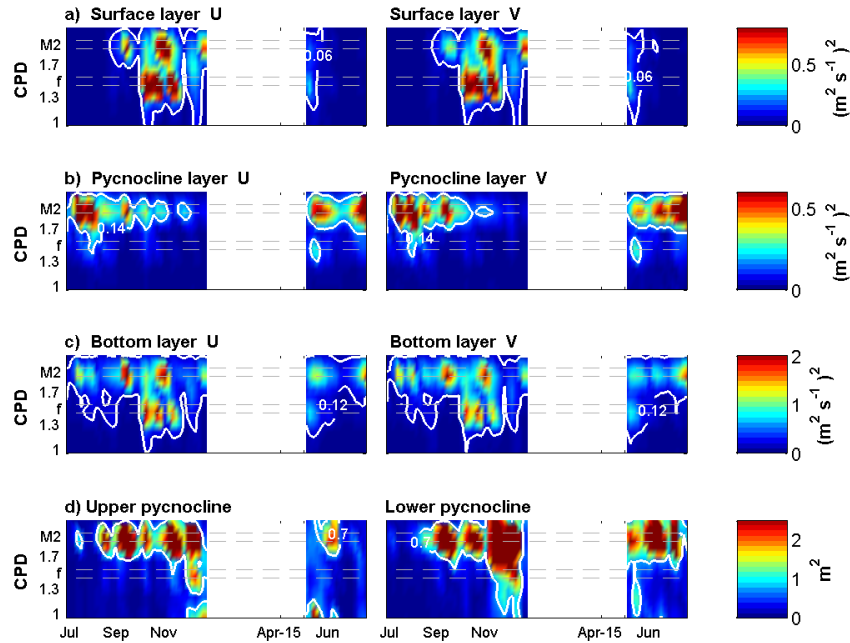 a) Surface layer U
Surface layer V
CPD
M2
1.7
f
1.3
1
0.06
0.06
0.5
0
(m² s⁻¹)²
b) Pycnocline layer U
Pycnocline layer V
CPD
M2
1.7
f
1.3
1
0.14
0.14
0.5
0
(m² s⁻¹)²
c) Bottom layer U
Bottom layer V
CPD
M2
1.7
f
1.3
1
0.12
0.12
2
1
0
(m² s⁻¹)²
d) Upper pycnocline
Lower pycnocline
CPD
M2
1.7
f
1.3
1
0.7
0.7
2
1
0
m²
Jul Sep Nov Apr-15 Jun
Jul Sep Nov Apr-15 Jun